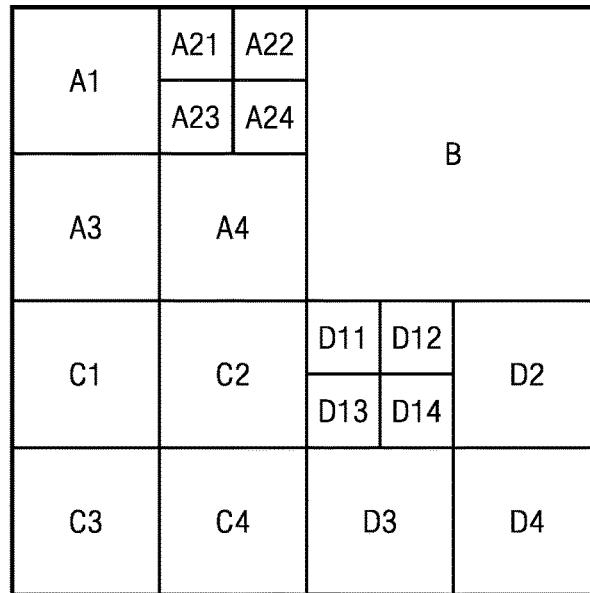 A21 A22
A1
A23 A24
B
A3 A4
D11 D12
C1 C2 D2
D13 D14
C3 C4 D3 D4